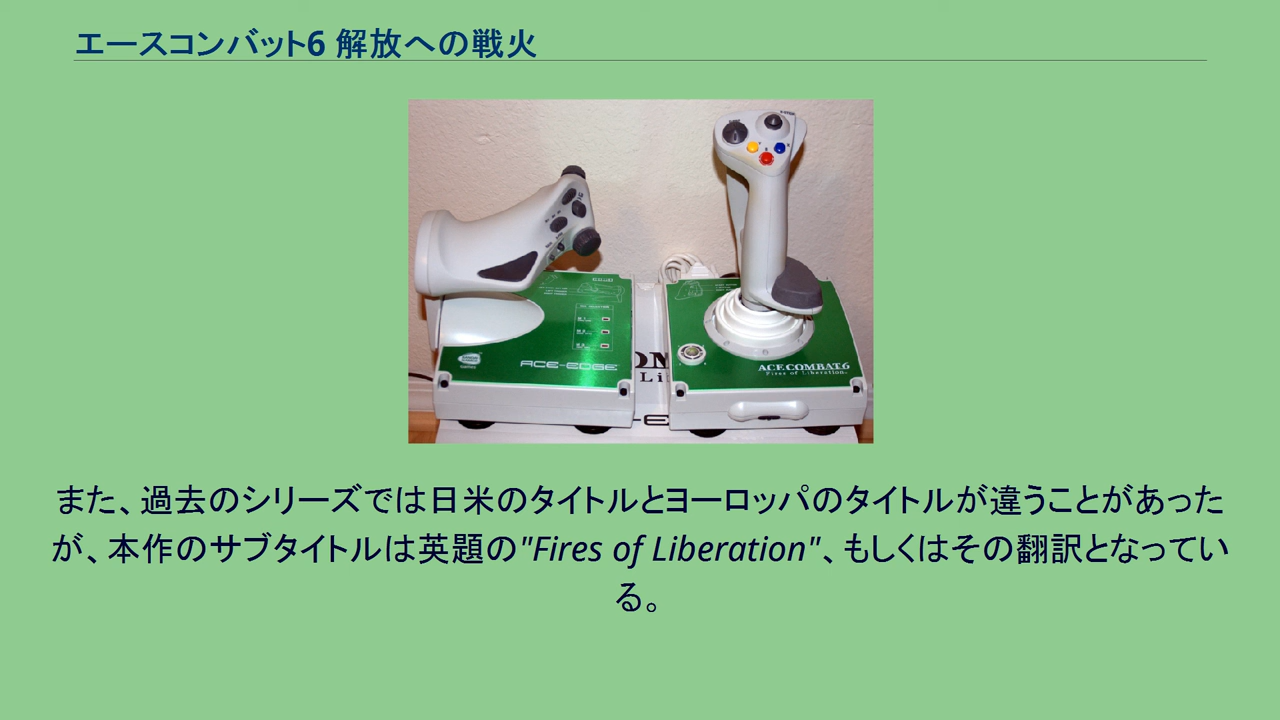 エースコンバット6 解放への戦火
ACE-EDGE
ACE COMBAT 6
Fires of Liberation
また、過去のシリーズでは日米のタイトルとヨーロッパのタイトルが違うことがあった
が、本作のサブタイトルは英題の"Fires of Liberation"、もしくはその翻訳となってい
る。